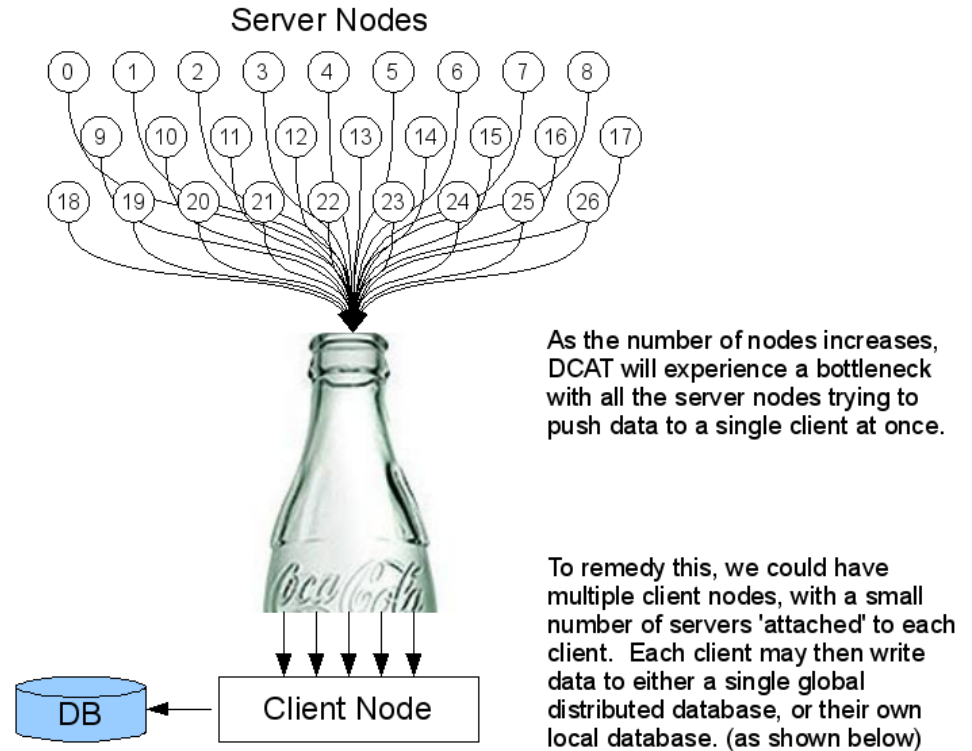 Server Nodes
0 1 2 3 4 5 6 7 8
9 10 11 12 13 14 15 16 17
18 19 20 21 22 23 24 25 26
As the number of nodes increases,
DCAT will experience a bottleneck
with all the server nodes trying to
push data to a single client at once.
Coca Cola
To remedy this, we could have
multiple client nodes, with a small
number of servers 'attached' to each
client. Each client may then write
data to either a single global
distributed database, or their own
local database. (as shown below)
DB
Client Node